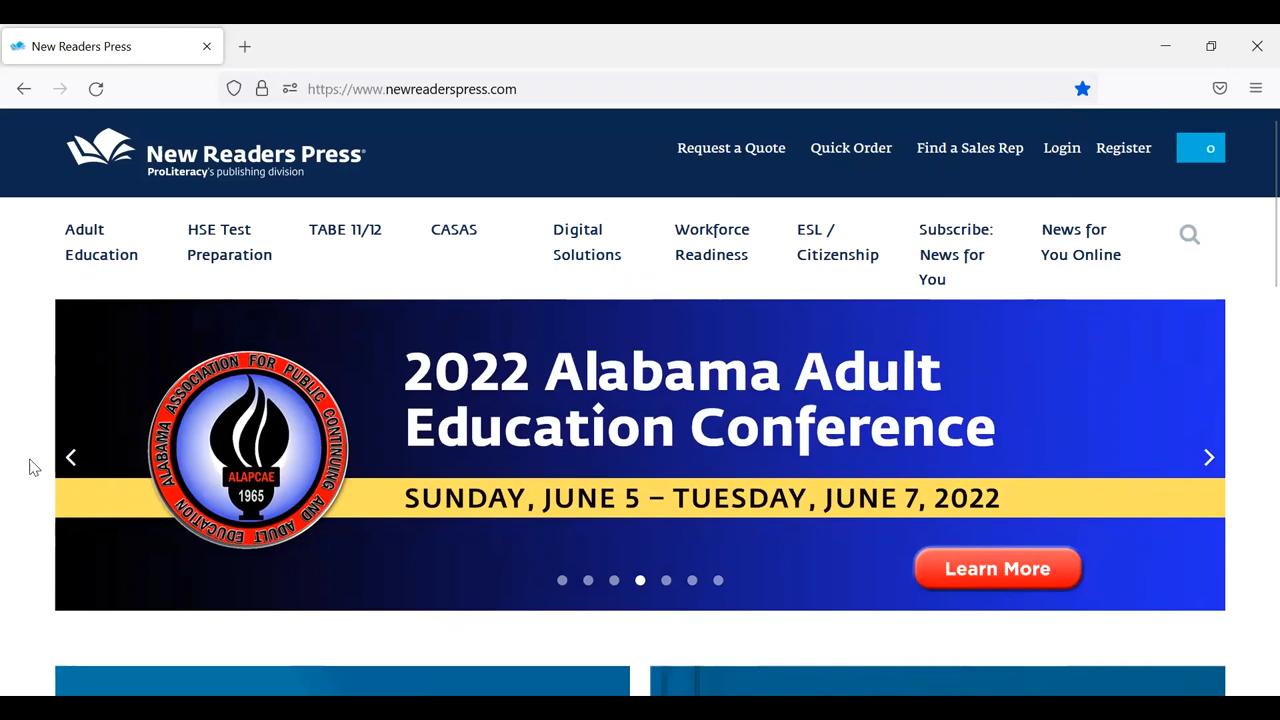 New Readers Press
https://www.newreaderspress.com
New Readers Press®
ProLiteracy's publishing division
Request a Quote
Quick Order
Find a Sales Rep
Login
Register
0
Adult
Education
HSE Test
Preparation
TABE 11/12
CASAS
Digital
Solutions
Workforce
Readiness
ESL /
Citizenship
Subscribe:
News for
You
News for
You Online
ALABAMA ASSOCIATION FOR PUBLIC CONTINUING AND ADULT EDUCATION
ALAPCAE
1965
2022 Alabama Adult
Education Conference
SUNDAY, JUNE 5 – TUESDAY, JUNE 7, 2022
Learn More